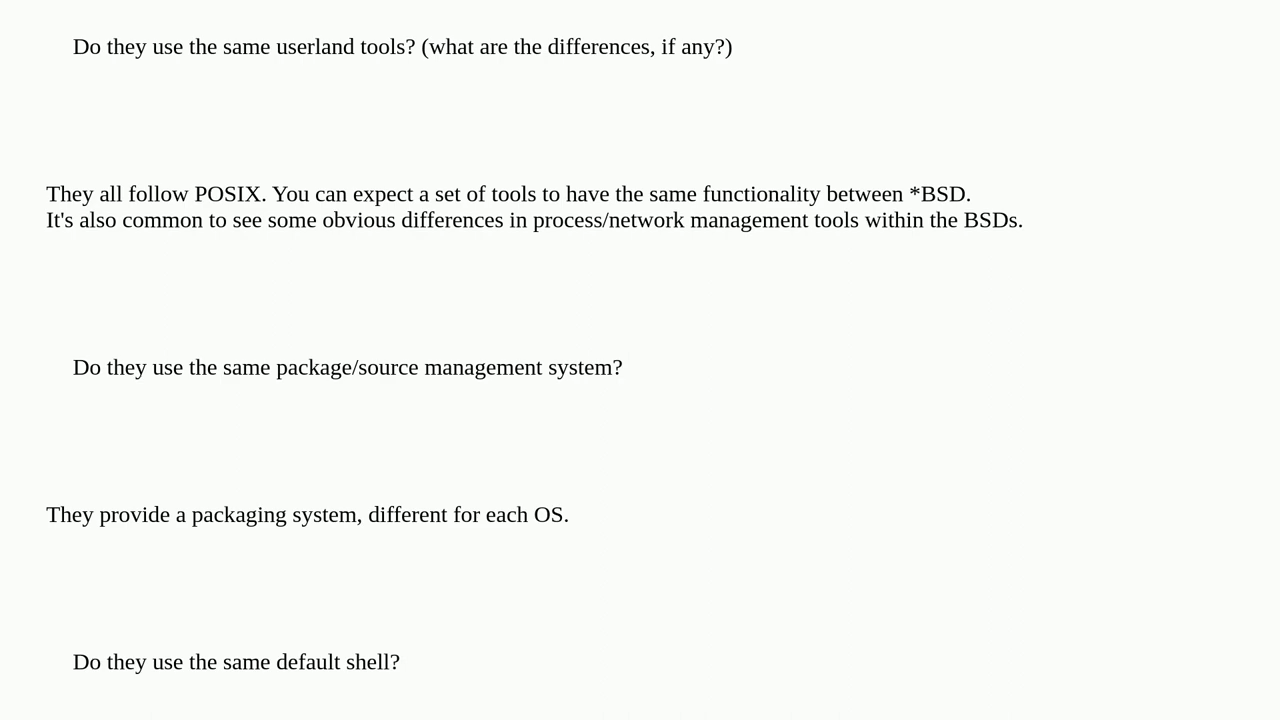 Do they use the same userland tools? (what are the differences, if any?)
They all follow POSIX. You can expect a set of tools to have the same functionality between *BSD.
It's also common to see some obvious differences in process/network management tools within the BSDs.
Do they use the same package/source management system?
They provide a packaging system, different for each OS.
Do they use the same default shell?